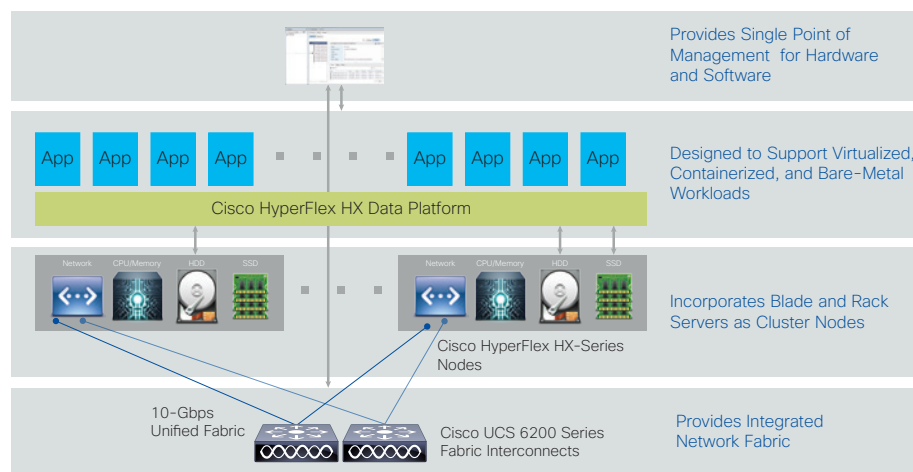 Provides Single Point of
Management for Hardware
and Software
App App App App App App App App
Designed to Support Virtualized,
Containerized, and Bare-Metal
Workloads
Cisco HyperFlex HX Data Platform
Network CPU/Memory HDD SSD
Network CPU/Memory HDD SSD
Incorporates Blade and Rack
Servers as Cluster Nodes
Cisco HyperFlex HX-Series
Nodes
10-Gbps
Unified Fabric
Cisco UCS 6200 Series
Fabric Interconnects
Provides Integrated
Network Fabric